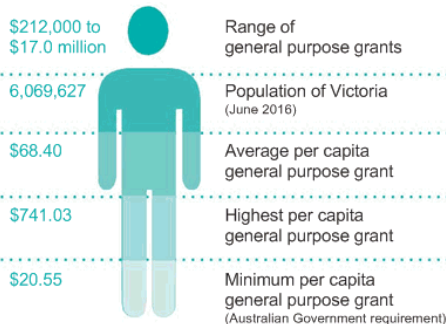 $212,000 to
$17.0 million
Range of
general purpose grants
6,069,627
Population of Victoria
(June 2016)
$68.40
Average per capita
general purpose grant
$741.03
Highest per capita
general purpose grant
$20.55
Minimum per capita
general purpose grant
(Australian Government requirement)